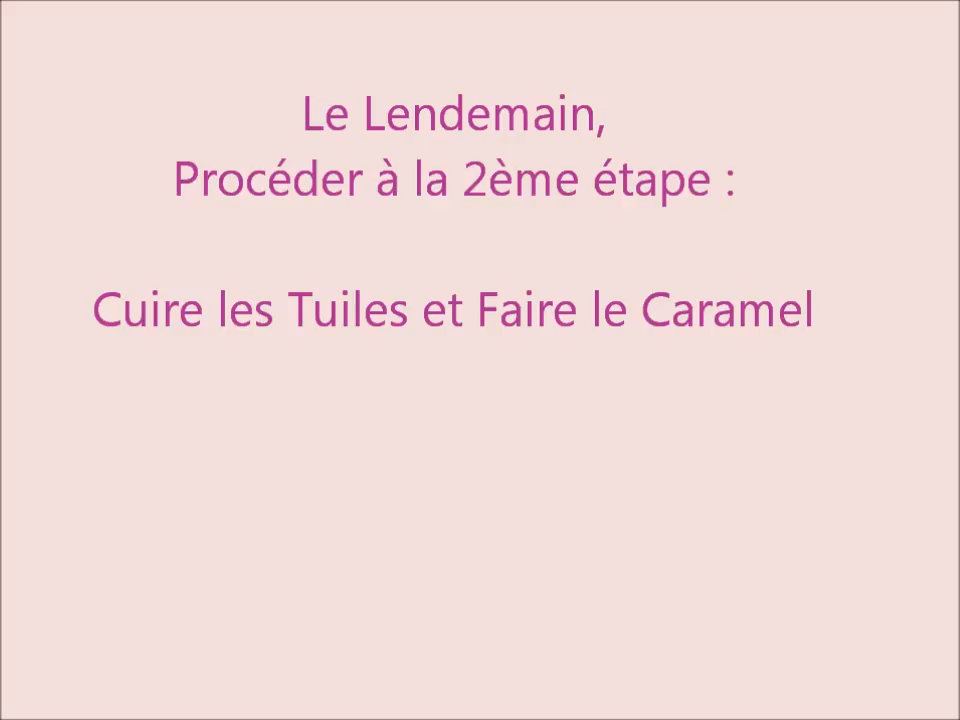 Le Lendemain,
Procéder à la 2ème étape :
Cuire les Tuiles et Faire le Caramel